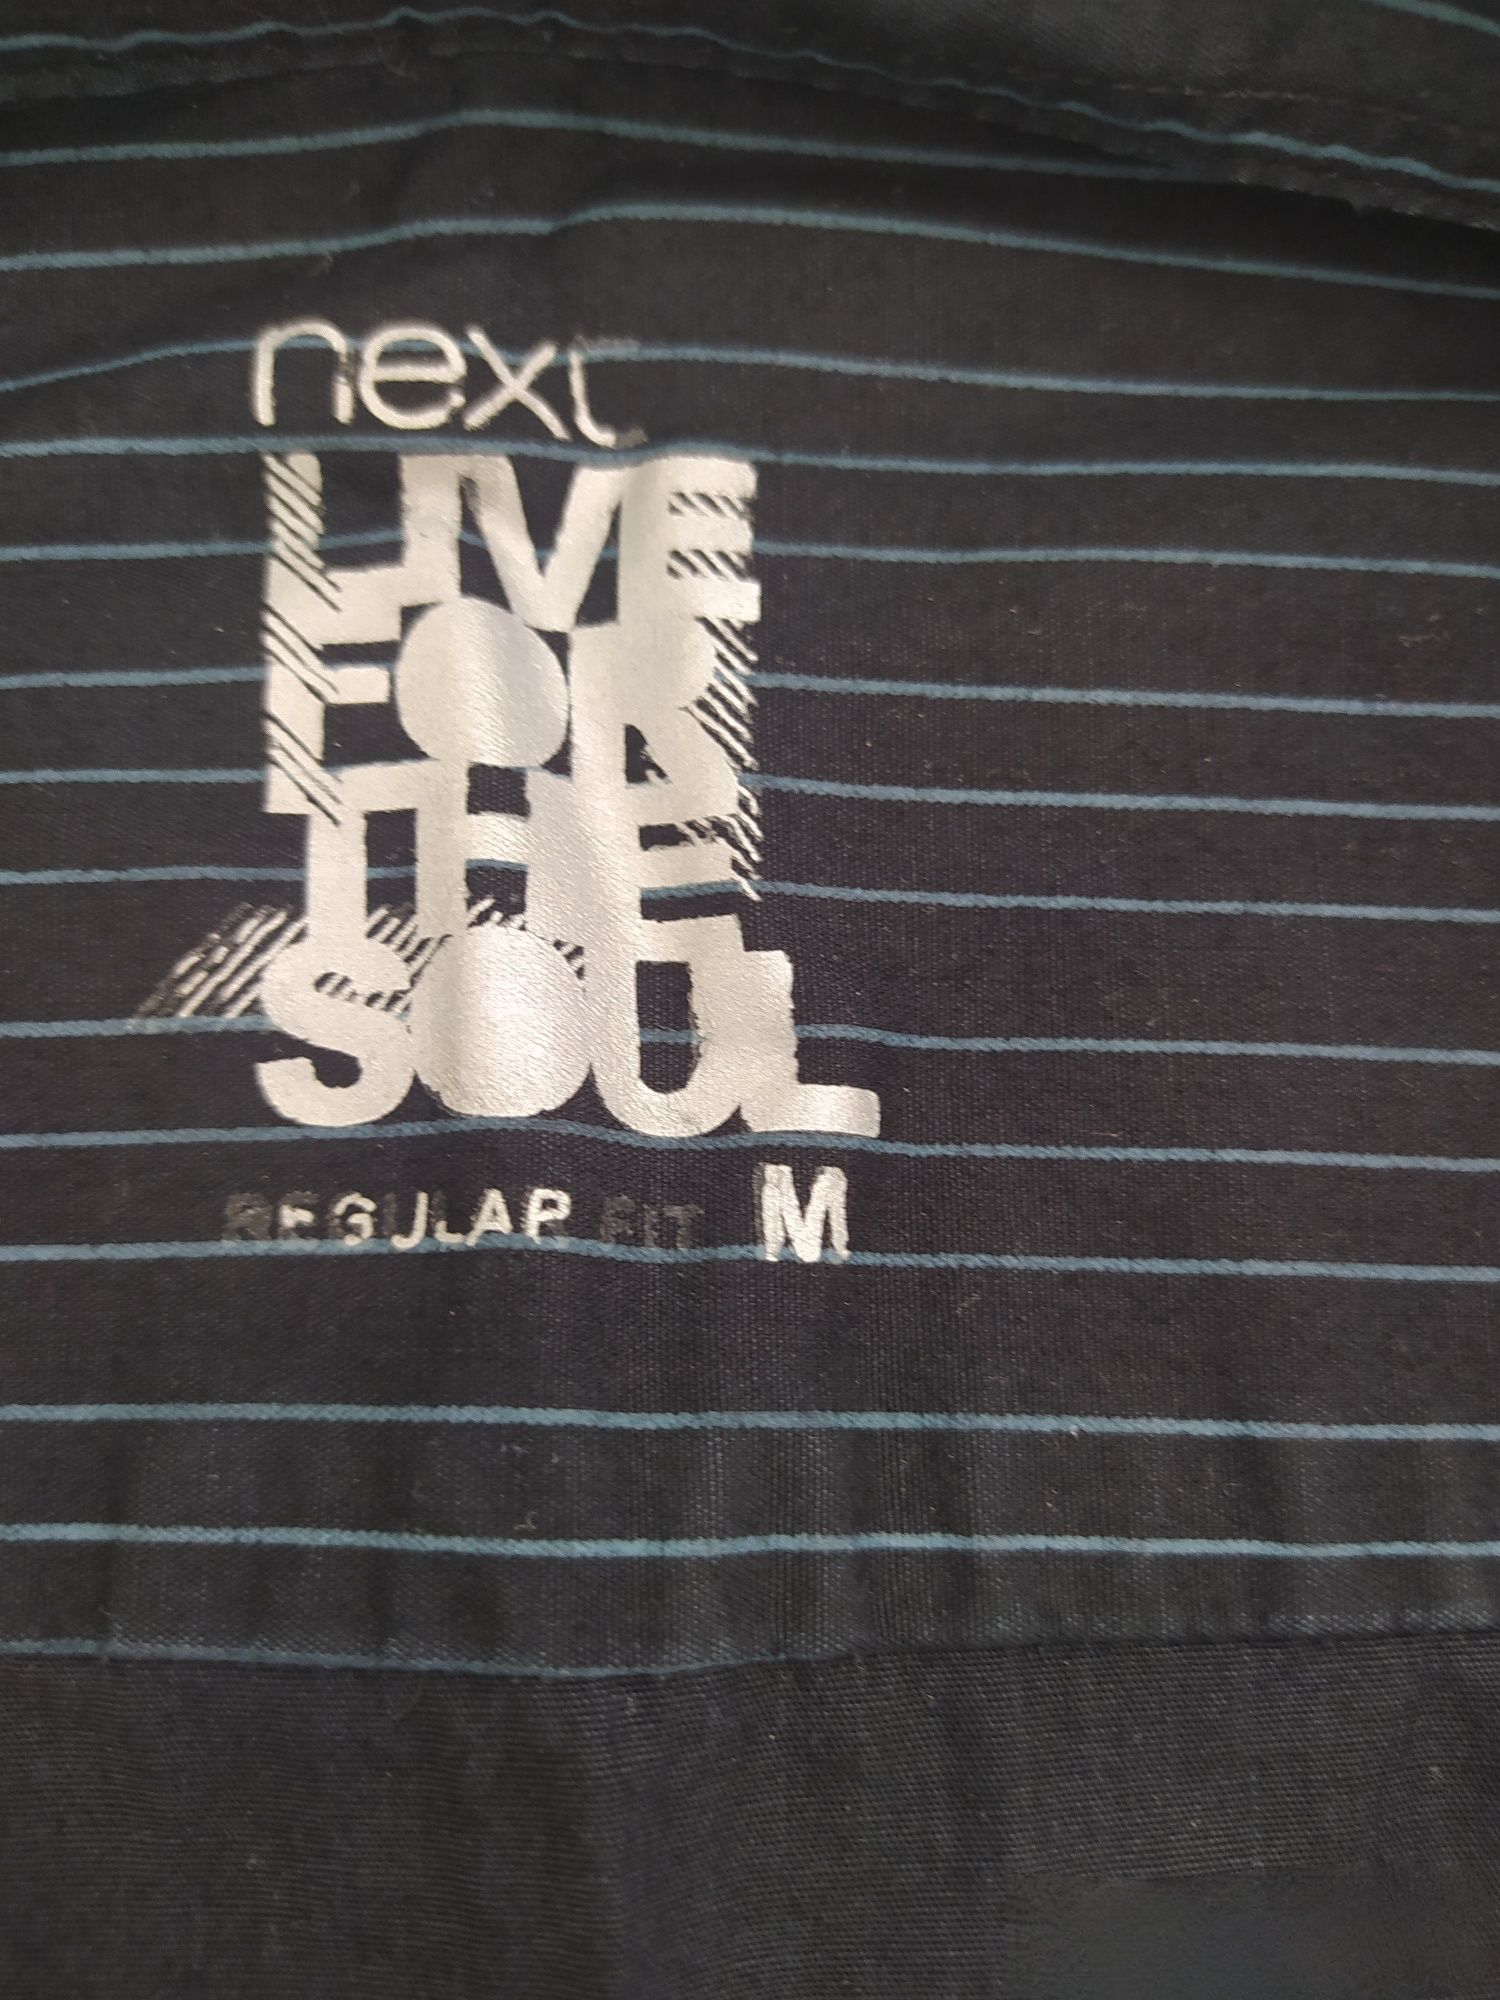 next
LIVE
FOR
THE
SOUL
REGULAR FIT M